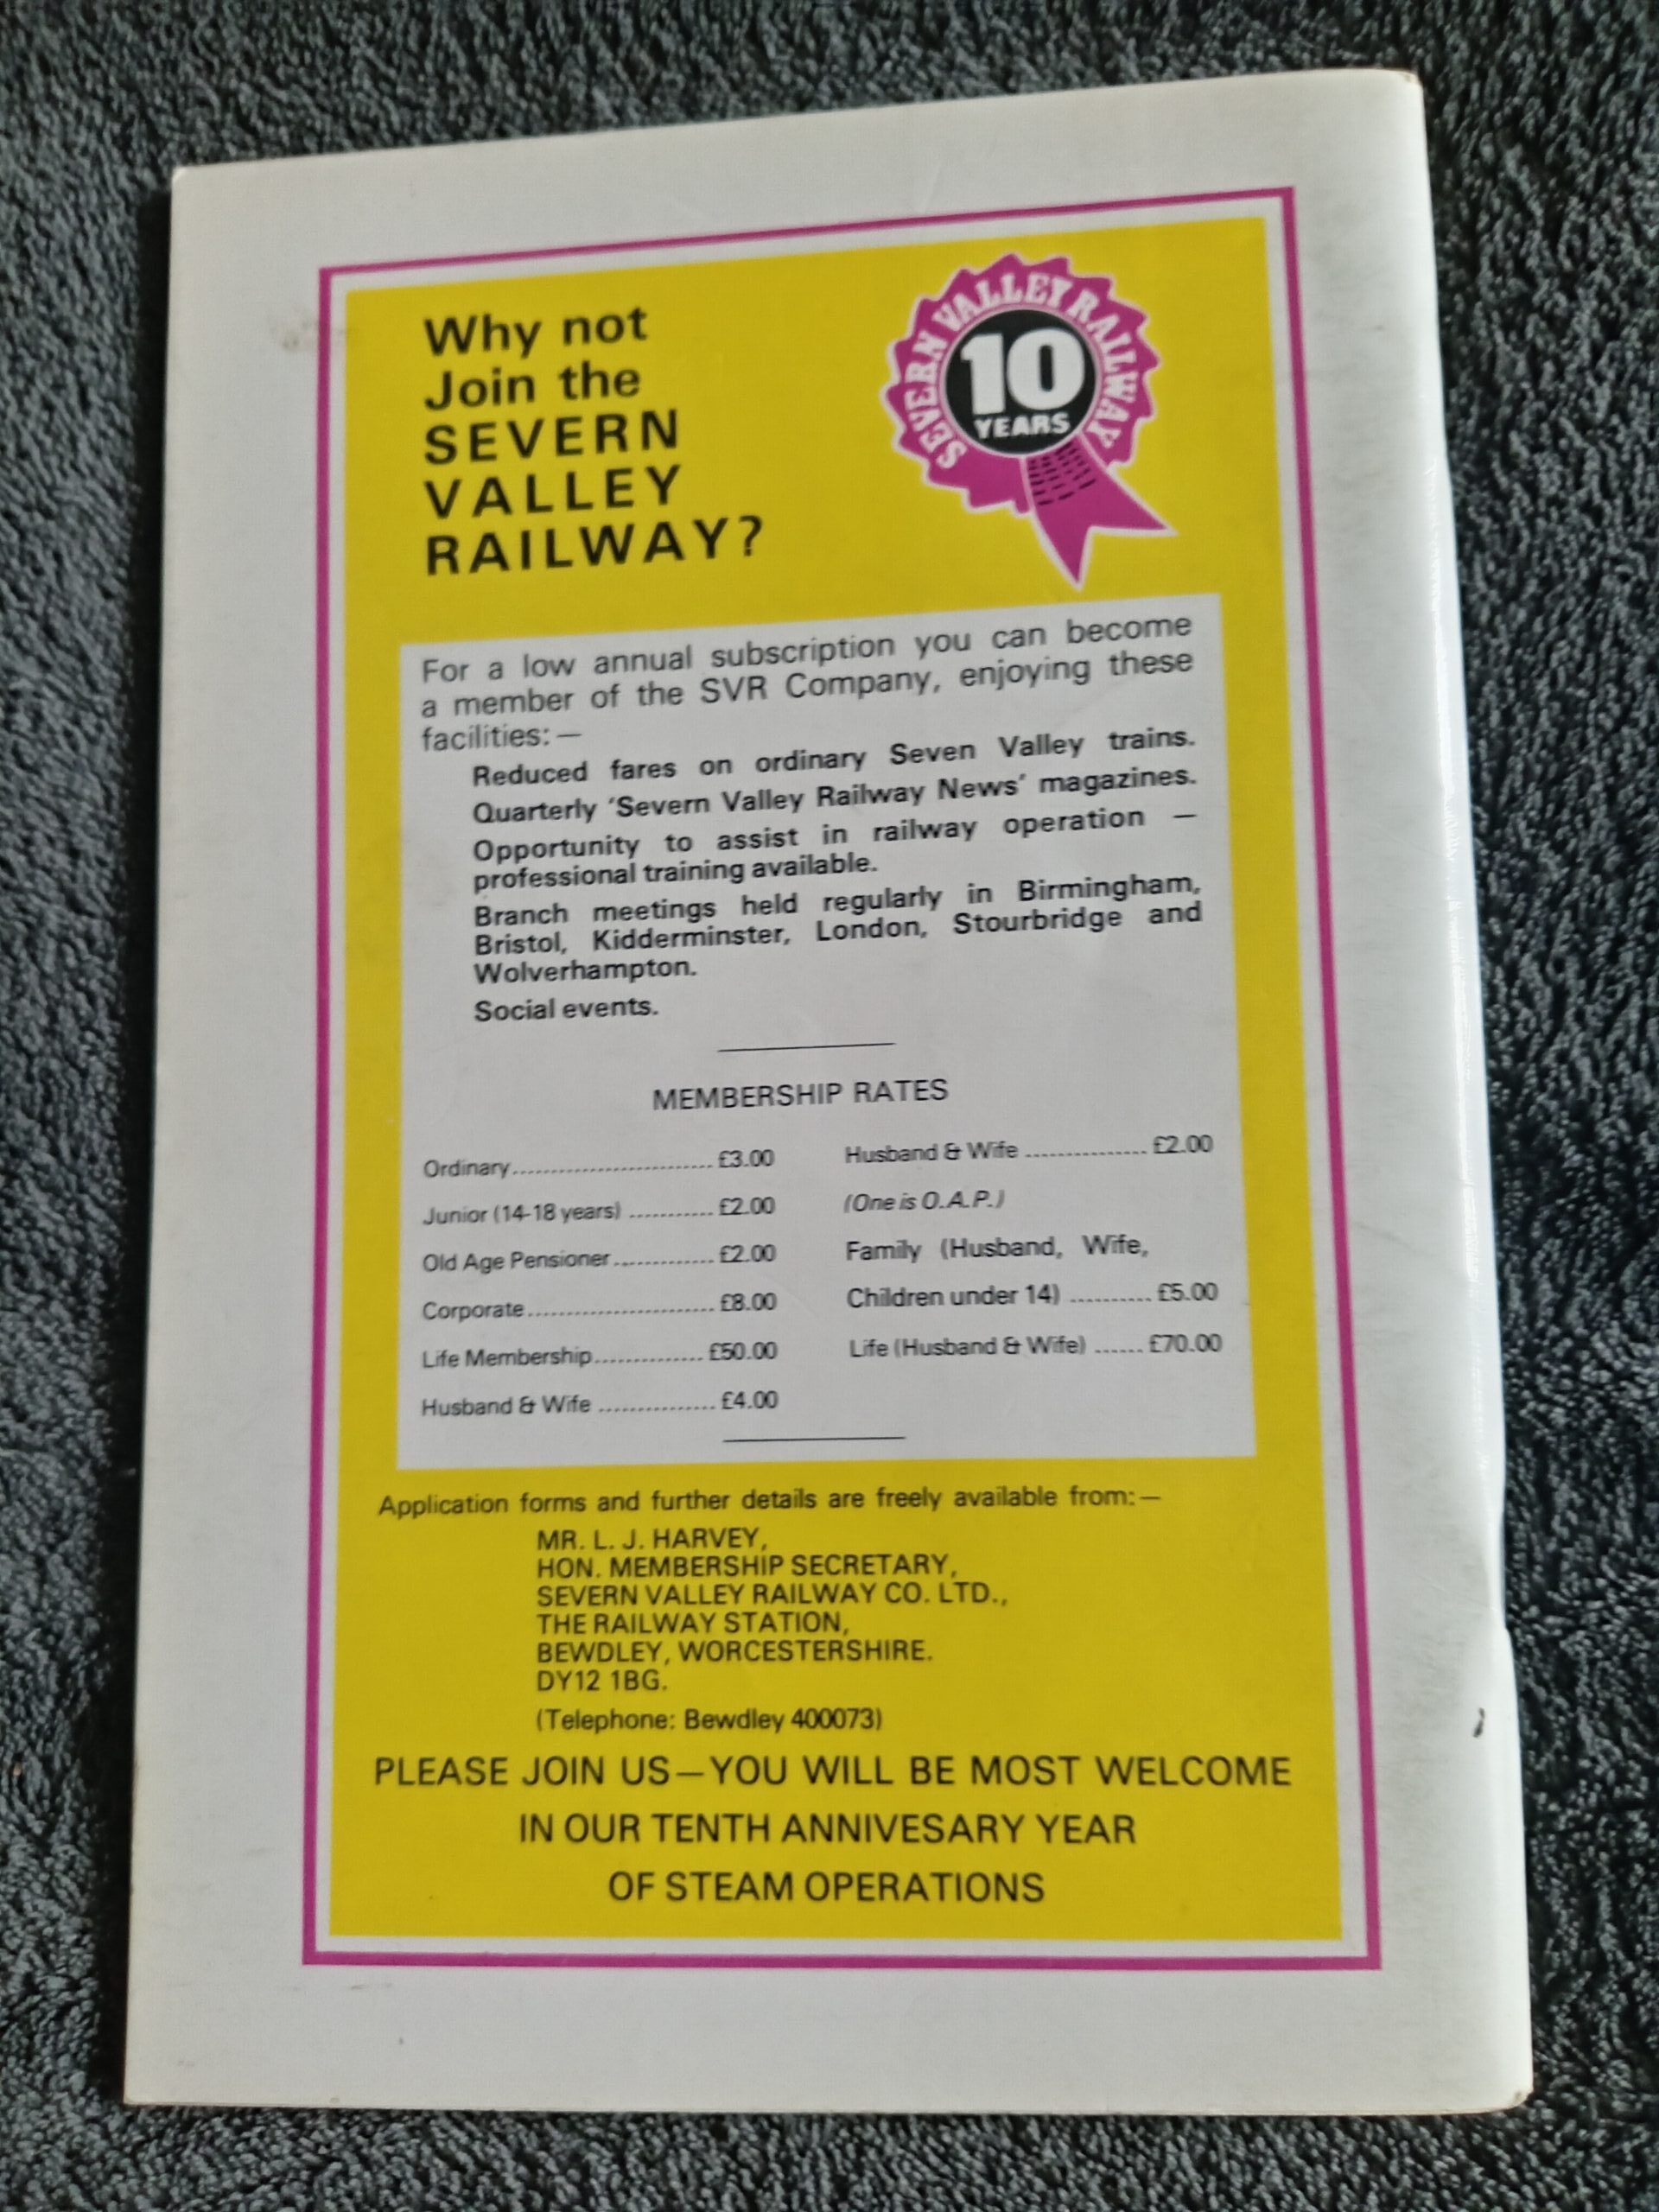 Why not
Join the
SEVERN
VALLEY
RAILWAY?
SEVERN VALLEY RAILWAY
10
YEARS
For a low annual subscription you can become
a member of the SVR Company, enjoying these
facilities:—
Reduced fares on ordinary Seven Valley trains.
Quarterly 'Severn Valley Railway News' magazines.
Opportunity to assist in railway operation —
professional training available.
Branch meetings held regularly in Birmingham,
Bristol, Kidderminster, London, Stourbridge and
Wolverhampton.
Social events.
MEMBERSHIP RATES
Ordinary......................... £3.00
Junior (14-18 years) ........... £2.00
Old Age Pensioner............. £2.00
Corporate....................... £8.00
Life Membership.............. £50.00
Husband & Wife ............... £4.00
Husband & Wife ............... £2.00
(One is O.A.P.)
Family (Husband, Wife,
Children under 14) .......... £5.00
Life (Husband & Wife) ...... £70.00
Application forms and further details are freely available from:—
MR. L. J. HARVEY,
HON. MEMBERSHIP SECRETARY,
SEVERN VALLEY RAILWAY CO. LTD.,
THE RAILWAY STATION,
BEWDLEY, WORCESTERSHIRE.
DY12 1BG.
(Telephone: Bewdley 400073)
PLEASE JOIN US—YOU WILL BE MOST WELCOME
IN OUR TENTH ANNIVESARY YEAR
OF STEAM OPERATIONS